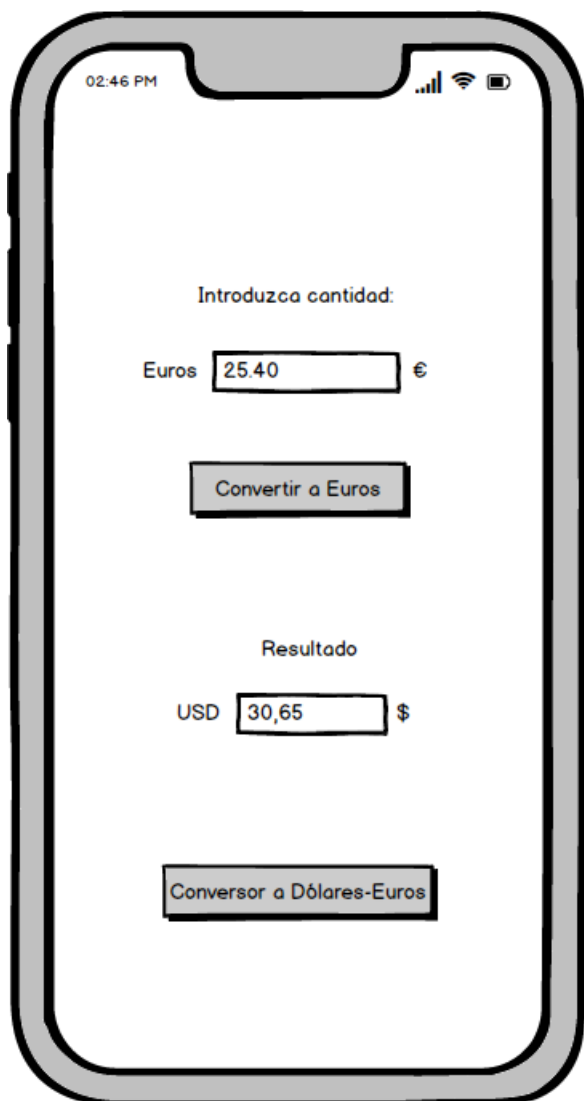 02:46 PM
Introduzca cantidad:
Euros 25.40 €
Convertir a Euros
Resultado
USD 30,65 $
Conversor a Dólares-Euros